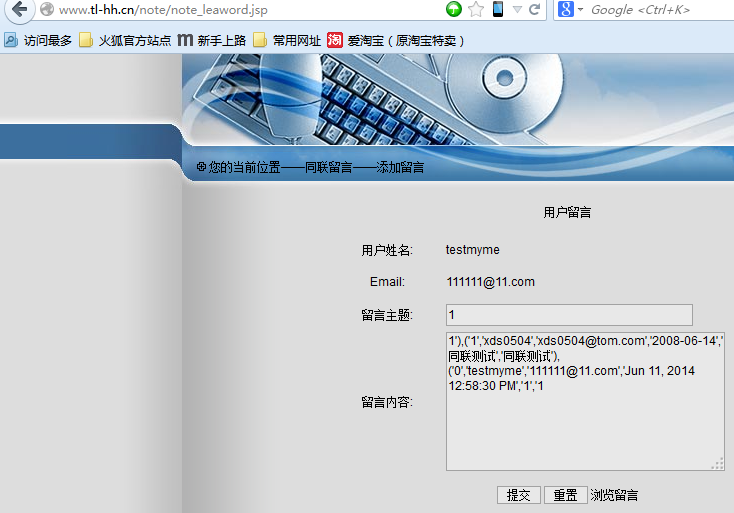 www.tl-hh.cn/note/note_leaword.jsp
Google <Ctrl+K>
访问最多 火狐官方站点 新手上路 常用网址 爱淘宝（原淘宝特卖）
您的当前位置——同联留言——添加留言
用户留言
用户姓名: testmyme
Email: 111111@11.com
留言主题: 1
留言内容:
1'),('1','xds0504','xds0504@tom.com','2008-06-14','
同联测试','同联测试'),
('0','testmyme','111111@11.com','Jun 11, 2014
12:58:30 PM','1','1
提交 重置 浏览留言